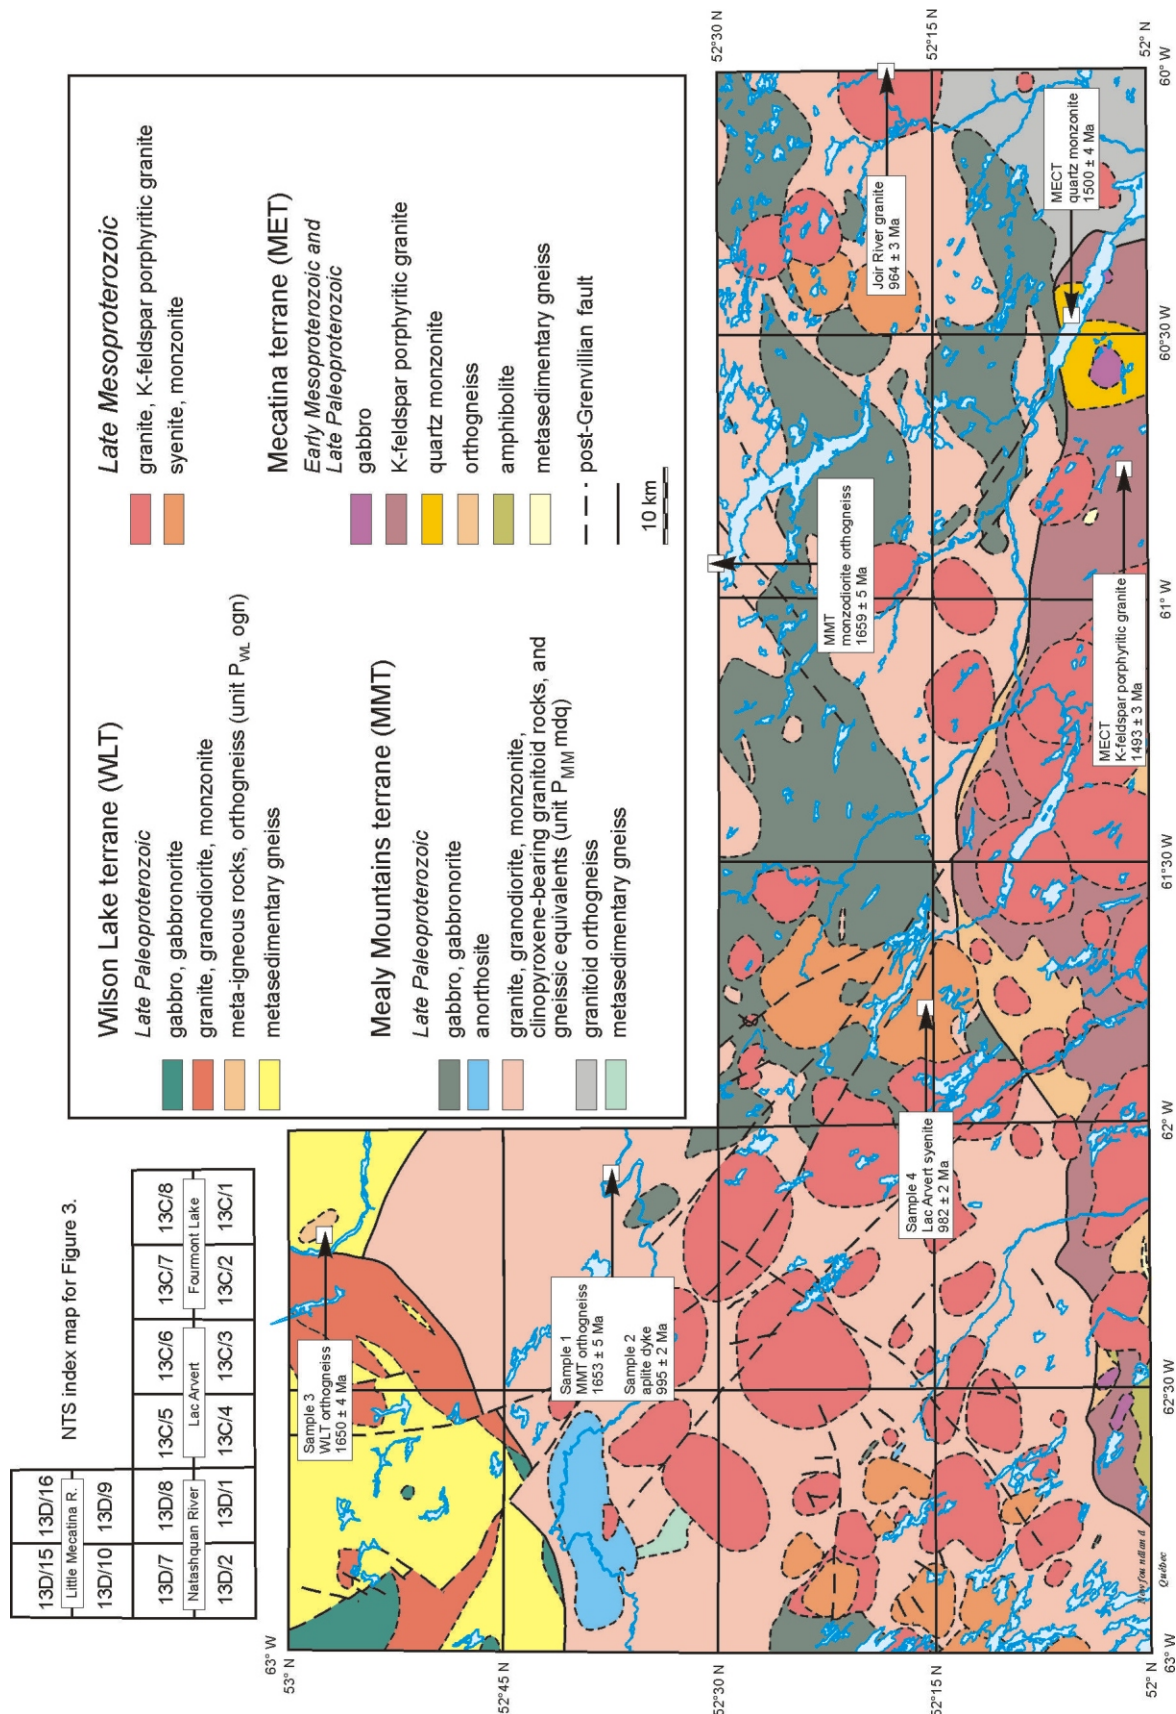 NTS index map for Figure 3.
13D/15
13D/16
Little Mecatina R.
13D/10
13D/9
13D/7
13D/8
13C/5
13C/6
13C/7
13C/8
Natashquan River
Lac Arvert
Fourmont Lake
13D/2
13D/1
13C/4
13C/3
13C/2
13C/1
Wilson Lake terrane (WLT)
Late Paleoproterozoic
gabbro, gabbronorite
granite, granodiorite, monzonite
meta-igneous rocks, orthogneiss (unit PWL ogn)
metasedimentary gneiss
Mealy Mountains terrane (MMT)
Late Paleoproterozoic
gabbro, gabbronorite
anorthosite
granite, granodiorite, monzonite,
clinopyroxene-bearing granitoid rocks, and
gneissic equivalents (unit PMM mdq)
granitoid orthogneiss
metasedimentary gneiss
Late Mesoproterozoic
granite, K-feldspar porphyritic granite
syenite, monzonite
Mecatina terrane (MET)
Early Mesoproterozoic and
Late Paleoproterozoic
gabbro
K-feldspar porphyritic granite
quartz monzonite
orthogneiss
amphibolite
metasedimentary gneiss
post-Grenvillian fault
10 km
63° W
53° N
52°45 N
52°30 N
52°15 N
52° N
63° W
62°30 W
62° W
61°30 W
61° W
60°30 W
60° W
52°30 N
52°15 N
52° N
Sample 3
WLT orthogneiss
1650 ± 4 Ma
Sample 1
MMT orthogneiss
1653 ± 5 Ma
Sample 2
aplite dyke
995 ± 2 Ma
Sample 4
Lac Arvert syenite
982 ± 2 Ma
MMT
monzodiorite orthogneiss
1659 ± 5 Ma
MECT
K-feldspar porphyritic granite
1493 ± 3 Ma
Joir River granite
964 ± 3 Ma
MECT
quartz monzonite
1500 ± 4 Ma
Newfoundland
Québec